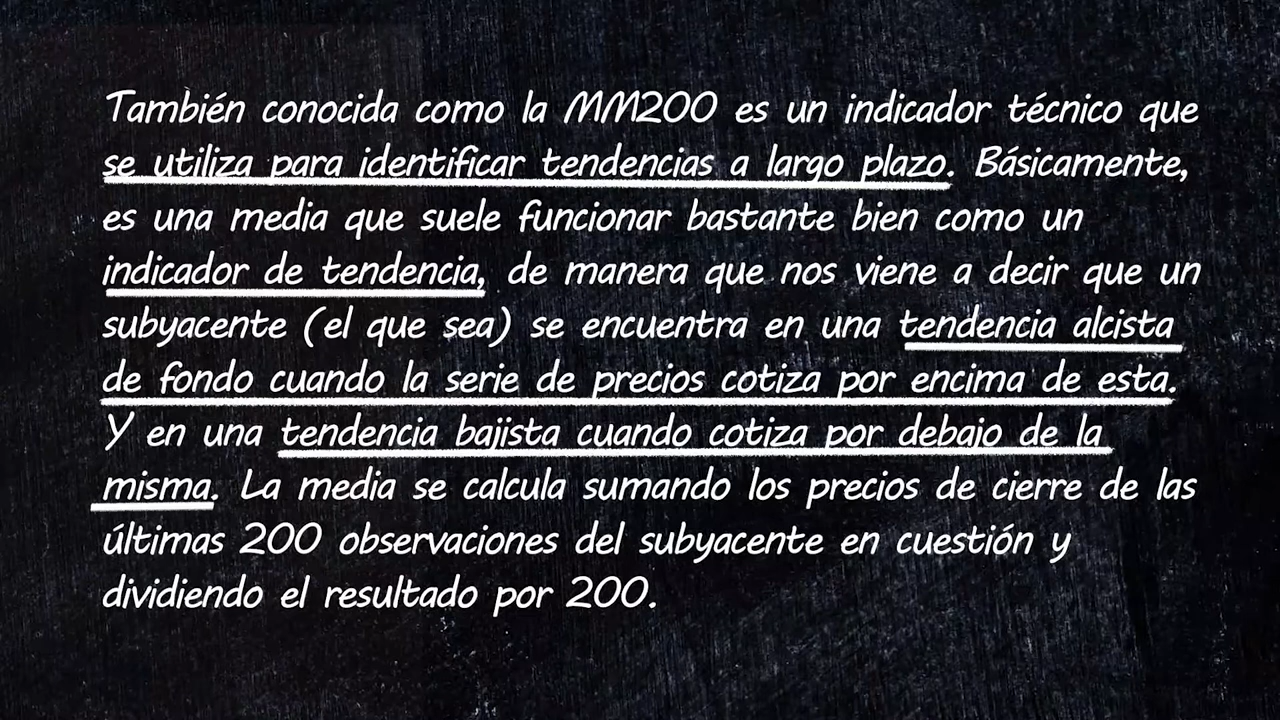 También conocida como la MM200 es un indicador técnico que
se utiliza para identificar tendencias a largo plazo. Básicamente,
es una media que suele funcionar bastante bien como un
indicador de tendencia, de manera que nos viene a decir que un
subyacente (el que sea) se encuentra en una tendencia alcista
de fondo cuando la serie de precios cotiza por encima de esta.
Y en una tendencia bajista cuando cotiza por debajo de la
misma. La media se calcula sumando los precios de cierre de las
últimas 200 observaciones del subyacente en cuestión y
dividiendo el resultado por 200.